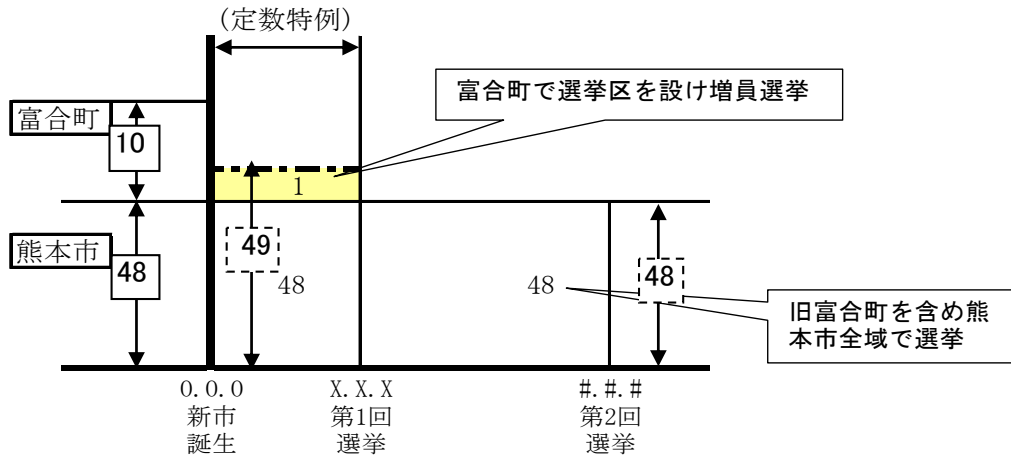 (定数特例)
富合町で選挙区を設け増員選挙
富合町
10
1
熊本市
48
49
48
48
48
旧富合町を含め熊
本市全域で選挙
0.0.0
新市
誕生
X.X.X
第1回
選挙
#.#.#
第2回
選挙